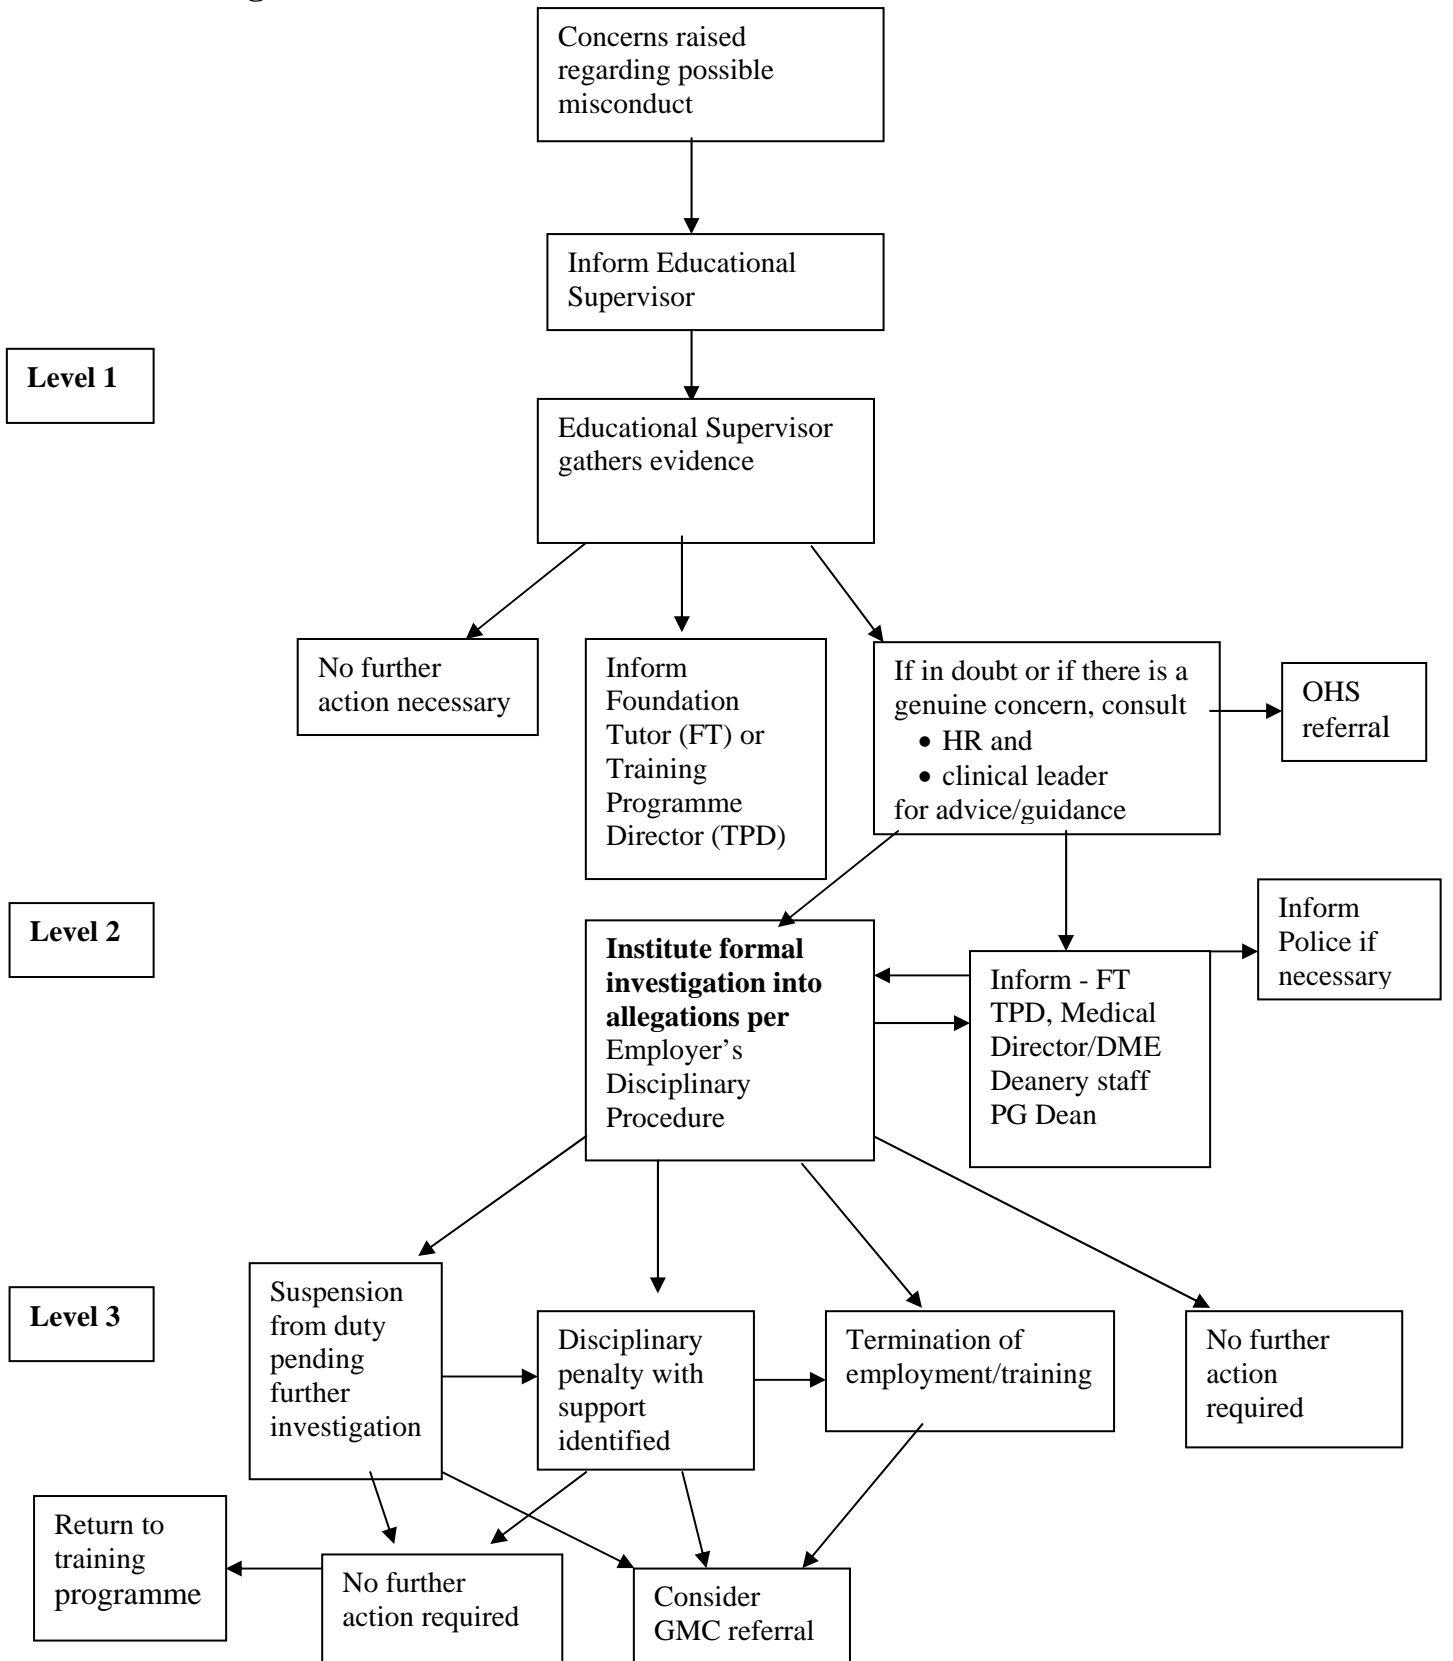 Concerns raised
regarding possible
misconduct
Inform Educational
Supervisor
Level 1
Educational Supervisor
gathers evidence
No further
action necessary
Inform
Foundation
Tutor (FT) or
Training
Programme
Director (TPD)
If in doubt or if there is a
genuine concern, consult
• HR and
• clinical leader
for advice/guidance
OHS
referral
Level 2
Institute formal
investigation into
allegations per
Employer’s
Disciplinary
Procedure
Inform - FT
TPD, Medical
Director/DME
Deanery staff
PG Dean
Inform
Police if
necessary
Level 3
Suspension
from duty
pending
further
investigation
Disciplinary
penalty with
support
identified
Termination of
employment/training
No further
action
required
Return to
training
programme
No further
action required
Consider
GMC referral